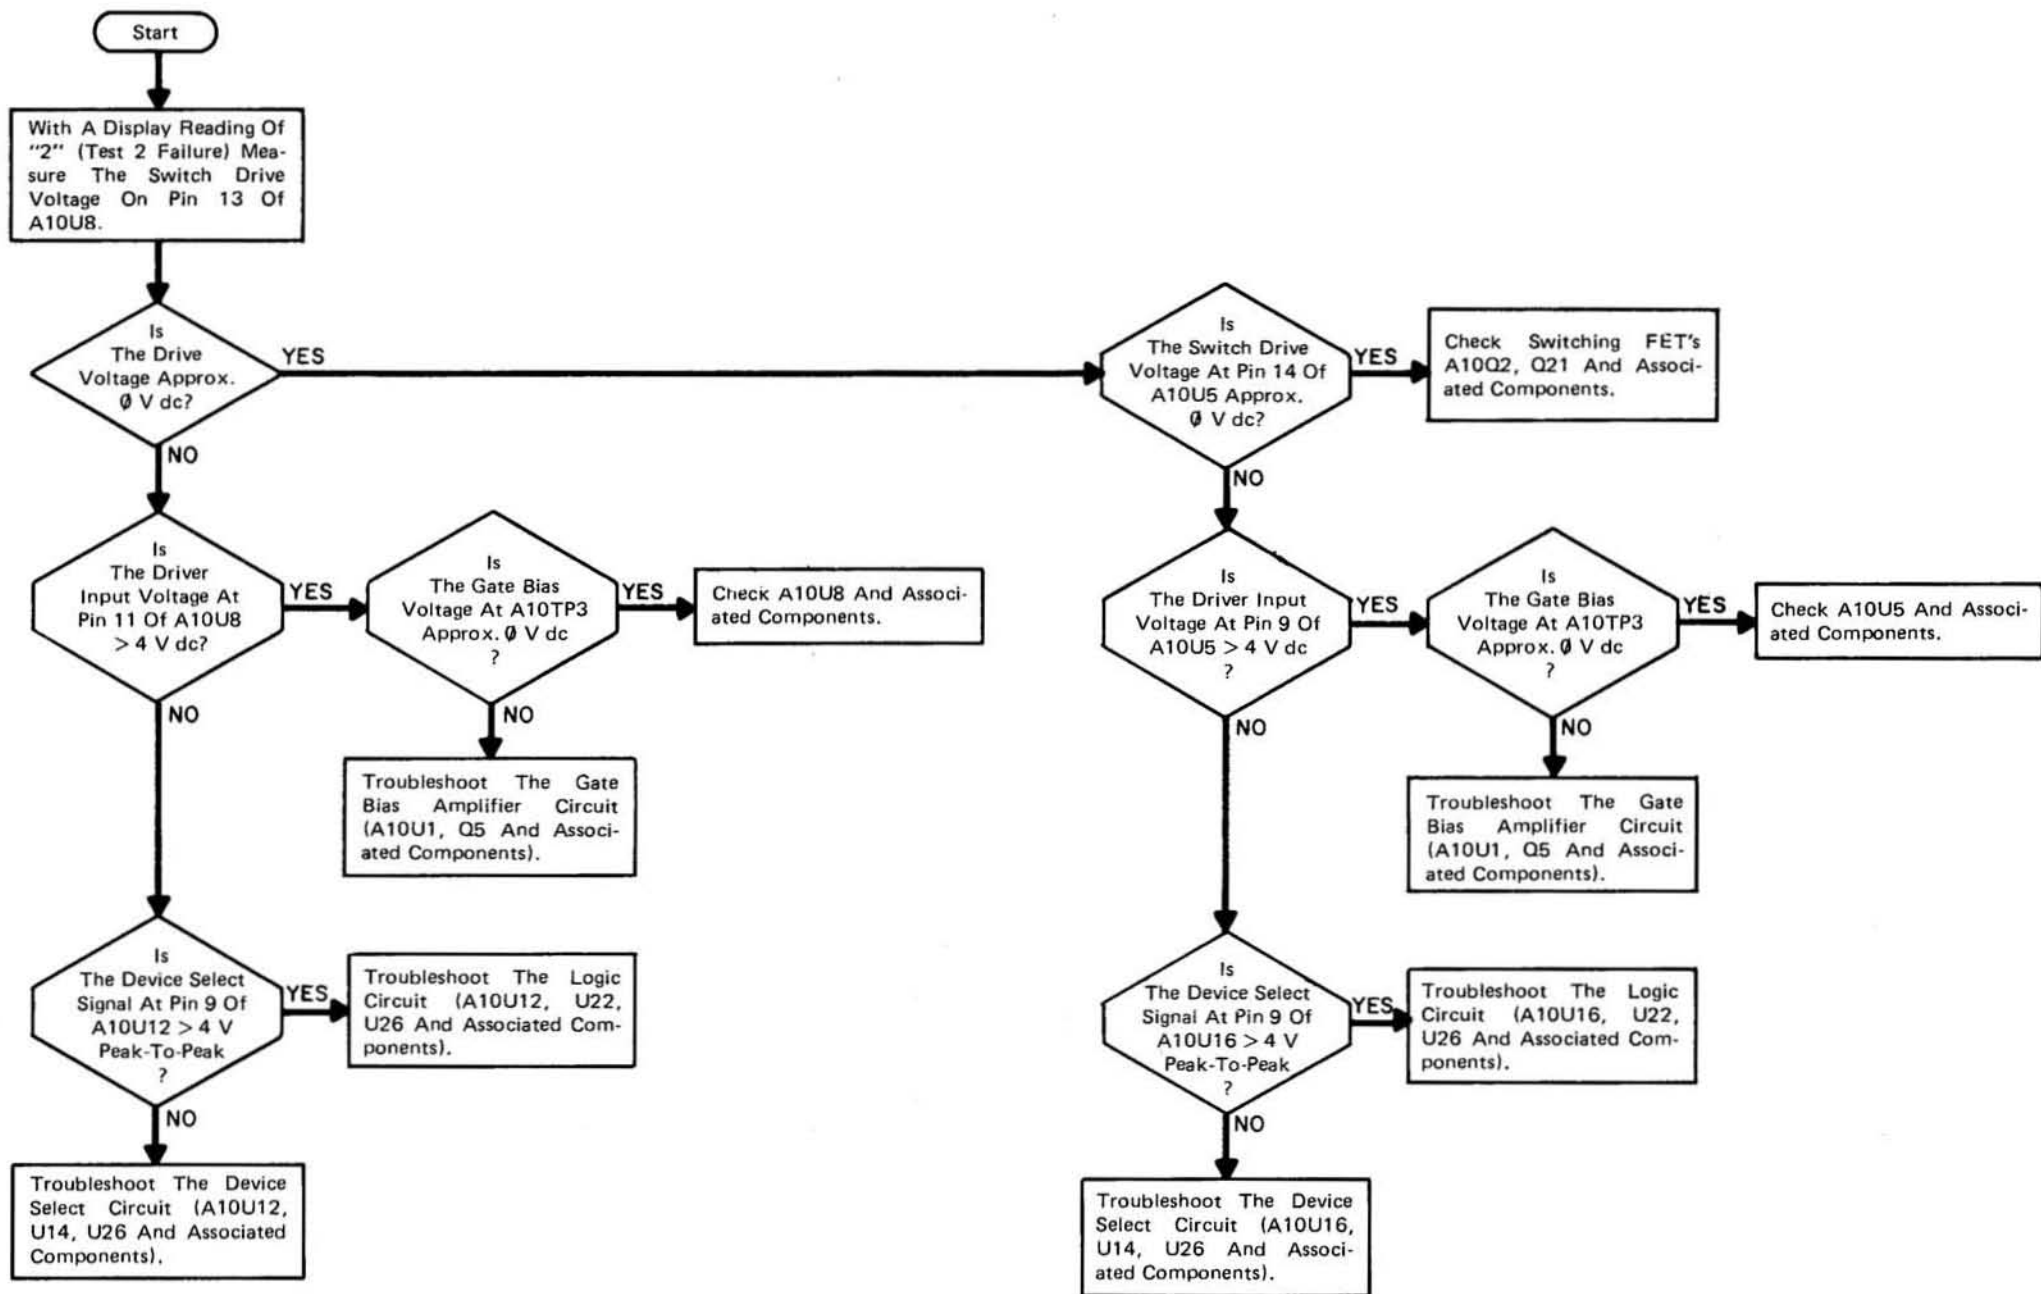 Start
With A Display Reading Of
"2" (Test 2 Failure) Mea-
sure The Switch Drive
Voltage On Pin 13 Of
A10U8.
Is
The Drive
Voltage Approx.
0̸ V dc?
YES
NO
Is
The Switch Drive
Voltage At Pin 14 Of
A10U5 Approx.
0̸ V dc?
YES
NO
Check Switching FET's
A10Q2, Q21 And Associ-
ated Components.
Is
The Driver
Input Voltage At
Pin 11 Of A10U8
> 4 V dc?
YES
NO
Is
The Gate Bias
Voltage At A10TP3
Approx. 0̸ V dc
?
YES
NO
Check A10U8 And Associ-
ated Components.
Troubleshoot The Gate
Bias Amplifier Circuit
(A10U1, Q5 And Associ-
ated Components).
Is
The Driver Input
Voltage At Pin 9 Of
A10U5 > 4 V dc
?
YES
NO
Is
The Gate Bias
Voltage At A10TP3
Approx. 0̸ V dc
?
YES
NO
Check A10U5 And Associ-
ated Components.
Troubleshoot The Gate
Bias Amplifier Circuit
(A10U1, Q5 And Associ-
ated Components).
Is
The Device Select
Signal At Pin 9 Of
A10U12 > 4 V
Peak-To-Peak
?
YES
NO
Troubleshoot The Logic
Circuit (A10U12, U22,
U26 And Associated Com-
ponents).
Troubleshoot The Device
Select Circuit (A10U12,
U14, U26 And Associated
Components).
Is
The Device Select
Signal At Pin 9 Of
A10U16 > 4 V
Peak-To-Peak
?
YES
NO
Troubleshoot The Logic
Circuit (A10U16, U22,
U26 And Associated Com-
ponents).
Troubleshoot The Device
Select Circuit (A10U16,
U14, U26 And Associ-
ated Components).